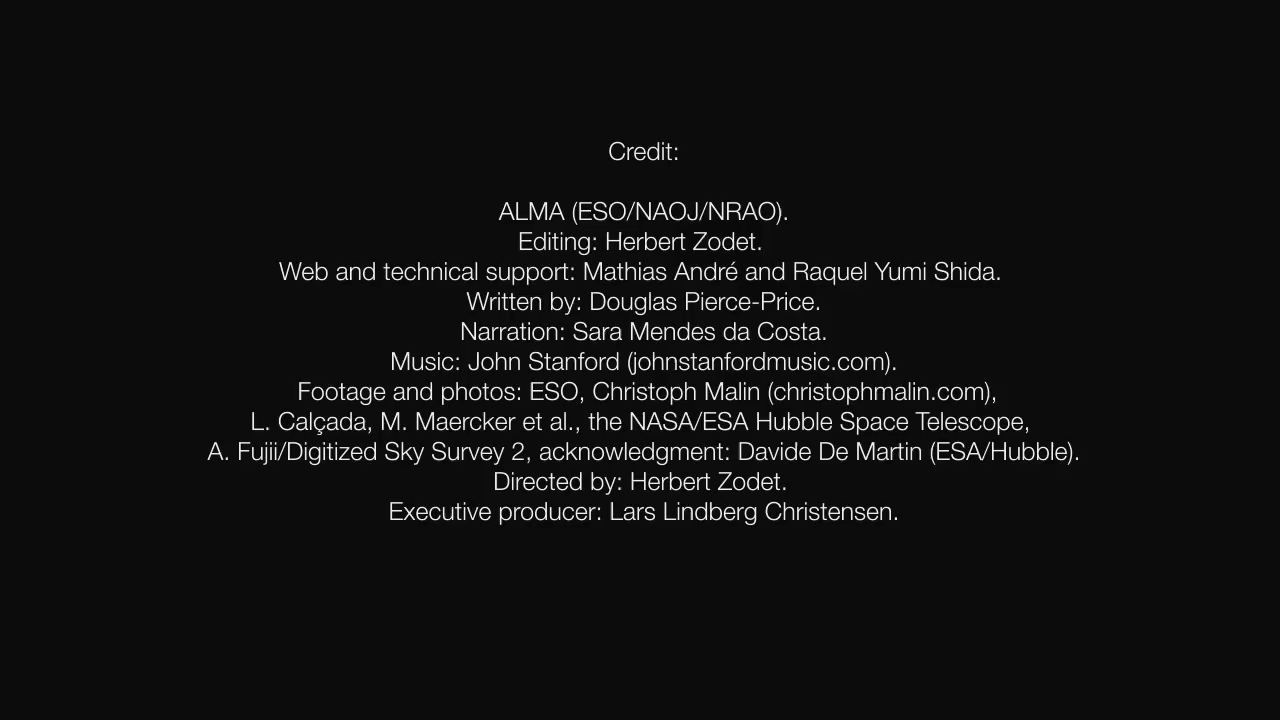 Credit:
ALMA (ESO/NAOJ/NRAO).
Editing: Herbert Zodet.
Web and technical support: Mathias André and Raquel Yumi Shida.
Written by: Douglas Pierce-Price.
Narration: Sara Mendes da Costa.
Music: John Stanford (johnstanfordmusic.com).
Footage and photos: ESO, Christoph Malin (christophmalin.com),
L. Calçada, M. Maercker et al., the NASA/ESA Hubble Space Telescope,
A. Fujii/Digitized Sky Survey 2, acknowledgment: Davide De Martin (ESA/Hubble).
Directed by: Herbert Zodet.
Executive producer: Lars Lindberg Christensen.